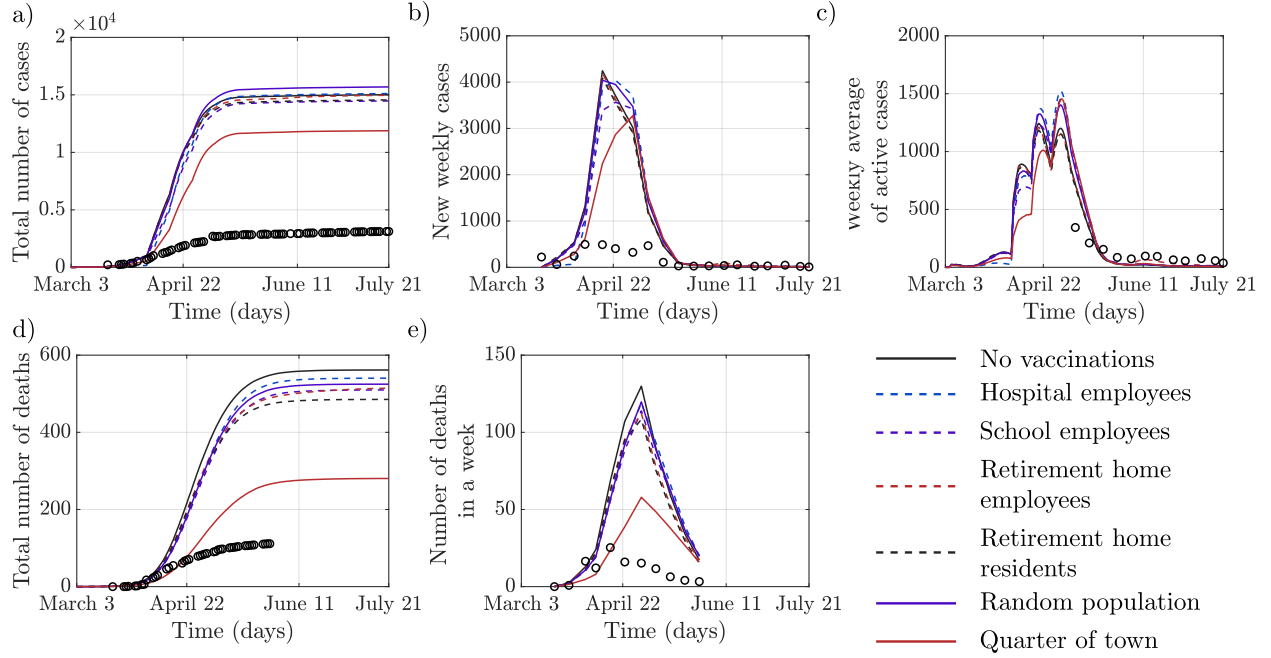 a)
×10⁴
2
1.5
1
0.5
0
Total number of cases
March 3 April 22 June 11 July 21
Time (days)
b)
5000
4000
3000
2000
1000
0
New weekly cases
March 3 April 22 June 11 July 21
Time (days)
c)
2000
1500
1000
500
0
Weekly average
of active cases
March 3 April 22 June 11 July 21
Time (days)
d)
600
400
200
0
Total number of deaths
March 3 April 22 June 11 July 21
Time (days)
e)
150
100
50
0
Number of deaths
in a week
March 3 April 22 June 11 July 21
Time (days)
No vaccinations
Hospital employees
School employees
Retirement home
employees
Retirement home
residents
Random population
Quarter of town